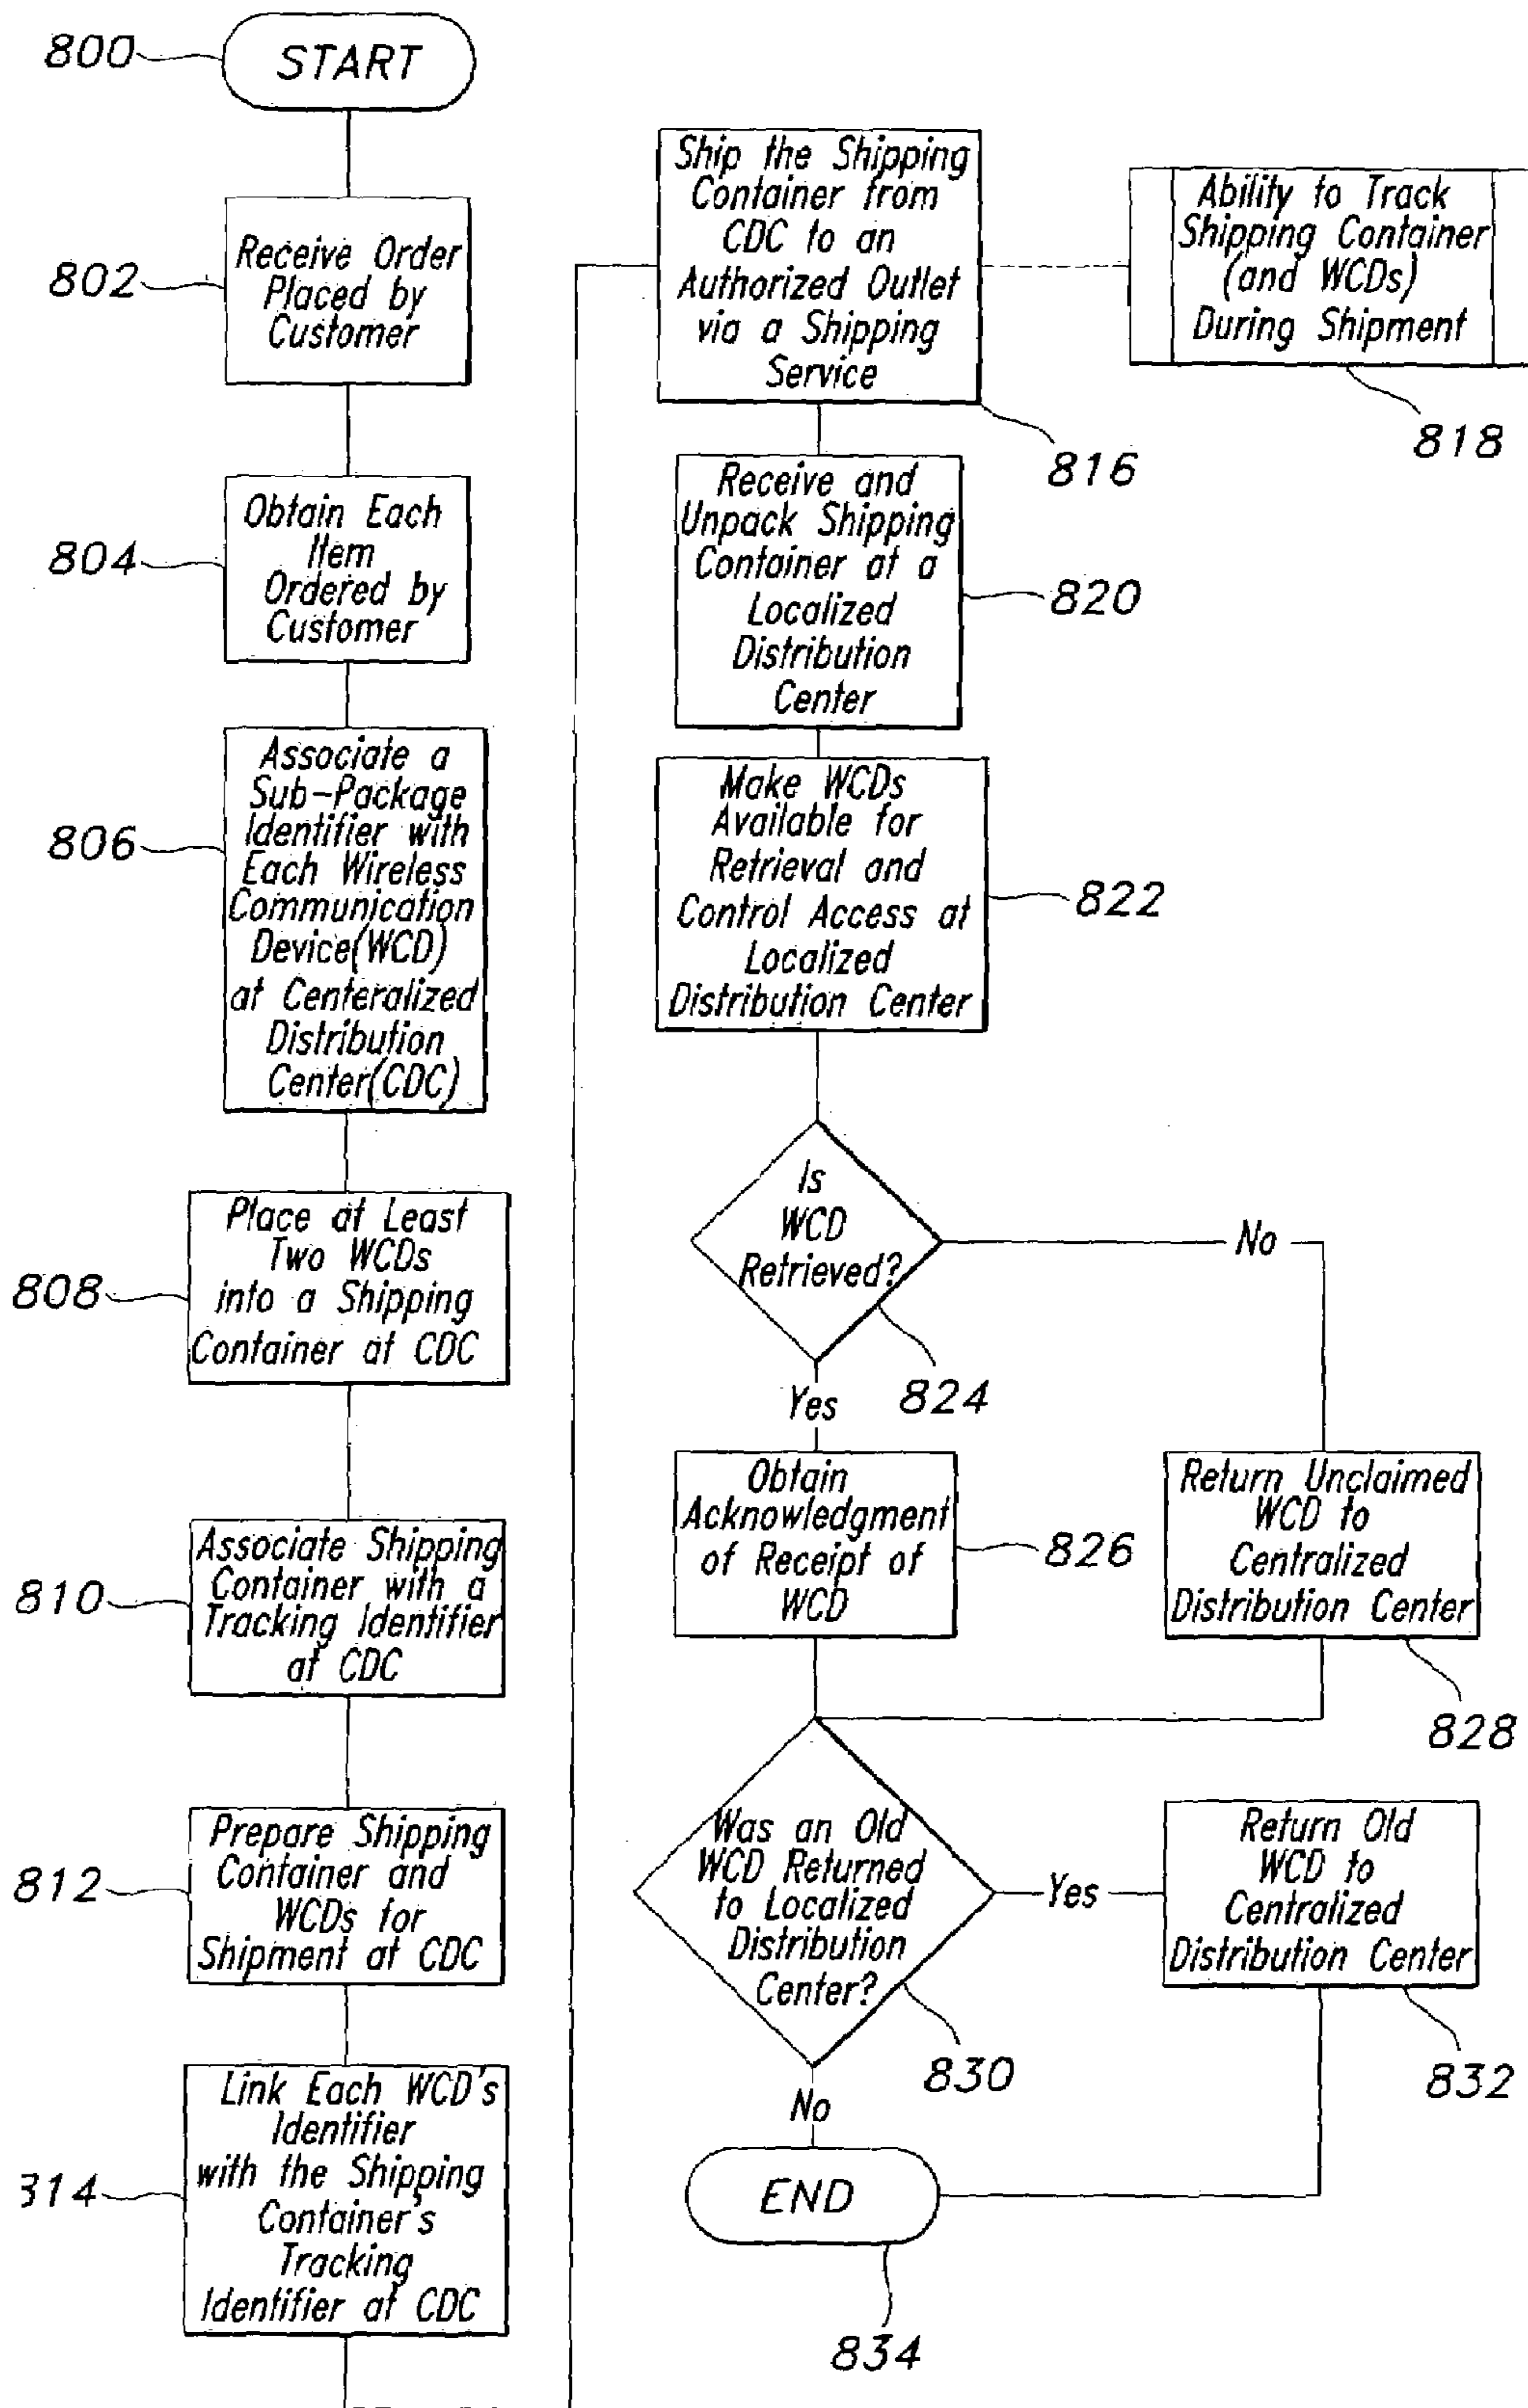 800
START
802
Receive Order
Placed by
Customer
804
Obtain Each
Item
Ordered by
Customer
806
Associate a
Sub-Package
Identifier with
Each Wireless
Communication
Device(WCD)
at Centeralized
Distribution
Center(CDC)
808
Place at Least
Two WCDs
into a Shipping
Container at CDC
810
Associate Shipping
Container with a
Tracking Identifier
at CDC
812
Prepare Shipping
Container and
WCDs for
Shipment at CDC
814
Link Each WCD's
Identifier
with the Shipping
Container's
Tracking
Identifier at CDC
Ship the Shipping
Container from
CDC to an
Authorized Outlet
via a Shipping
Service
816
Ability to Track
Shipping Container
(and WCDs)
During Shipment
818
Receive and
Unpack Shipping
Container at a
Localized
Distribution
Center
820
Make WCDs
Available for
Retrieval and
Control Access at
Localized
Distribution Center
822
Is
WCD
Retrieved?
824
No
Yes
Obtain
Acknowledgment
of Receipt of
WCD
826
Return Unclaimed
WCD to
Centralized
Distribution Center
828
Was an Old
WCD Returned
to Localized
Distribution
Center?
830
Yes
Return Old
WCD to
Centralized
Distribution Center
832
No
END
834